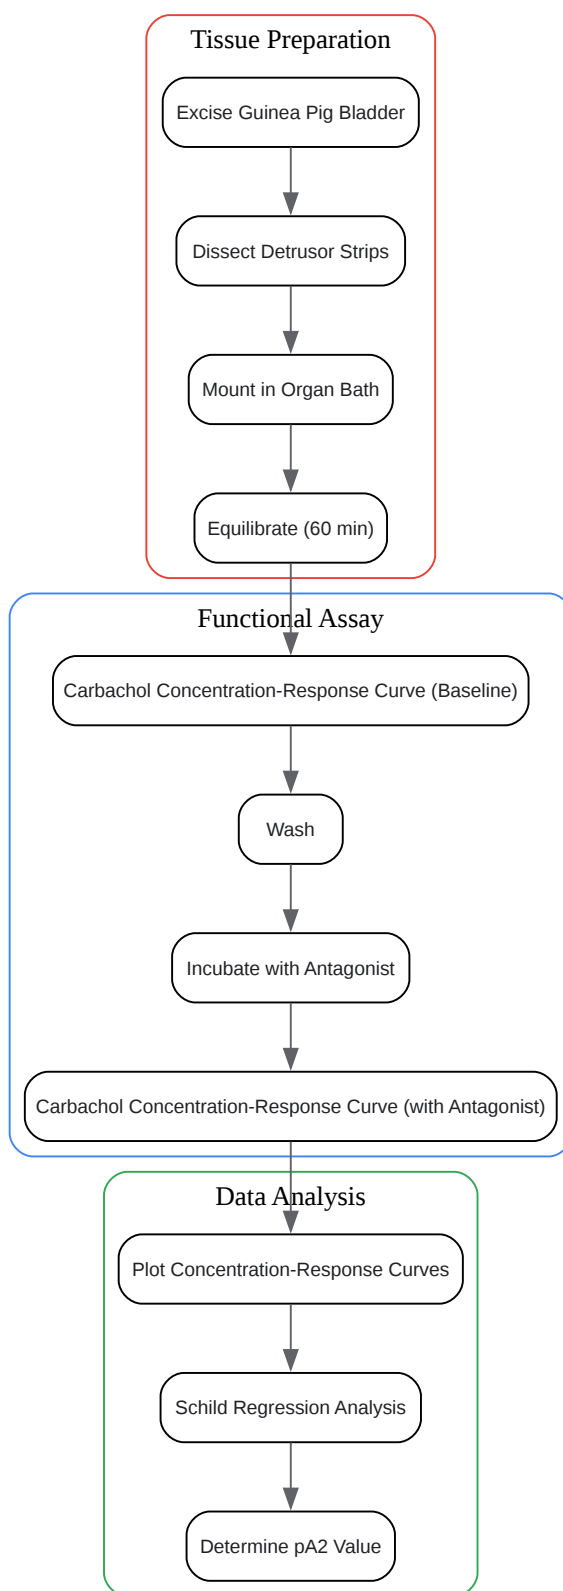 Tissue Preparation
Excise Guinea Pig Bladder
Dissect Detrusor Strips
Mount in Organ Bath
Equilibrate (60 min)
Functional Assay
Carbachol Concentration-Response Curve (Baseline)
Wash
Incubate with Antagonist
Carbachol Concentration-Response Curve (with Antagonist)
Data Analysis
Plot Concentration-Response Curves
Schild Regression Analysis
Determine pA2 Value